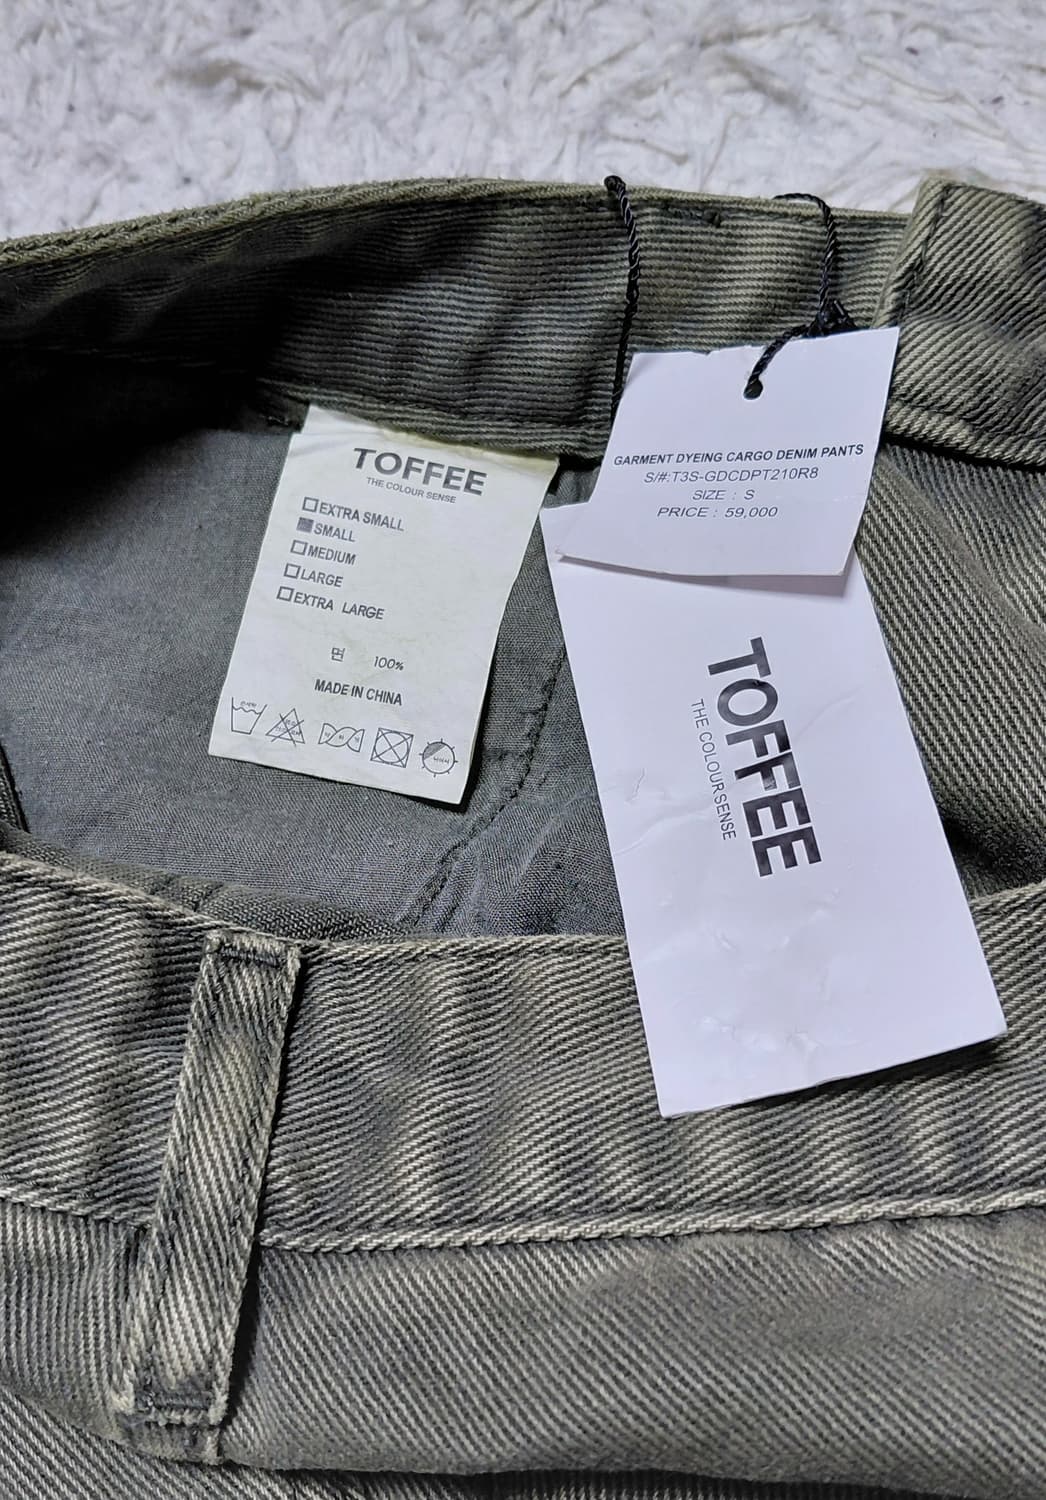 TOFFEE
THE COLOUR SENSE
EXTRA SMALL
SMALL
MEDIUM
LARGE
EXTRA LARGE
면 100%
MADE IN CHINA
GARMENT DYEING CARGO DENIM PANTS
S/#:T3S-GDCDPT210R8
SIZE : S
PRICE : 59,000
TOFFEE
THE COLOUR SENSE